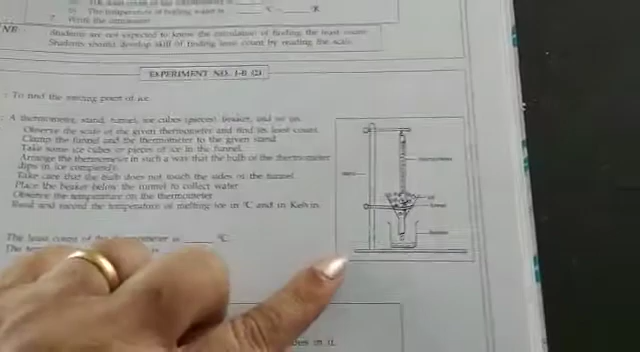 The temperature of boiling water is ____ °C = ____ °K
NB
Students are not expected to know the calculation of finding the least count.
Students should develop skill of finding least count by reading the scale.
EXPERIMENT NO. 1-B (2)
: To find the melting point of ice.
: A thermometer, stand, funnel, ice cubes (pieces) beaker, and so on.
Observe the scale of the given thermometer and find its least count.
Clamp the funnel and the thermometer to the given stand.
Take some ice cubes or pieces of ice in the funnel.
Arrange the thermometer in such a way that the bulb of the thermometer
dips in ice completely.
Take care that the bulb does not touch the sides of the funnel.
Place the beaker below the funnel to collect water.
Observe the temperature on the thermometer.
Read and record the temperature of melting ice in °C and in Kelvin.
The least count of the thermometer is ____ °C
The